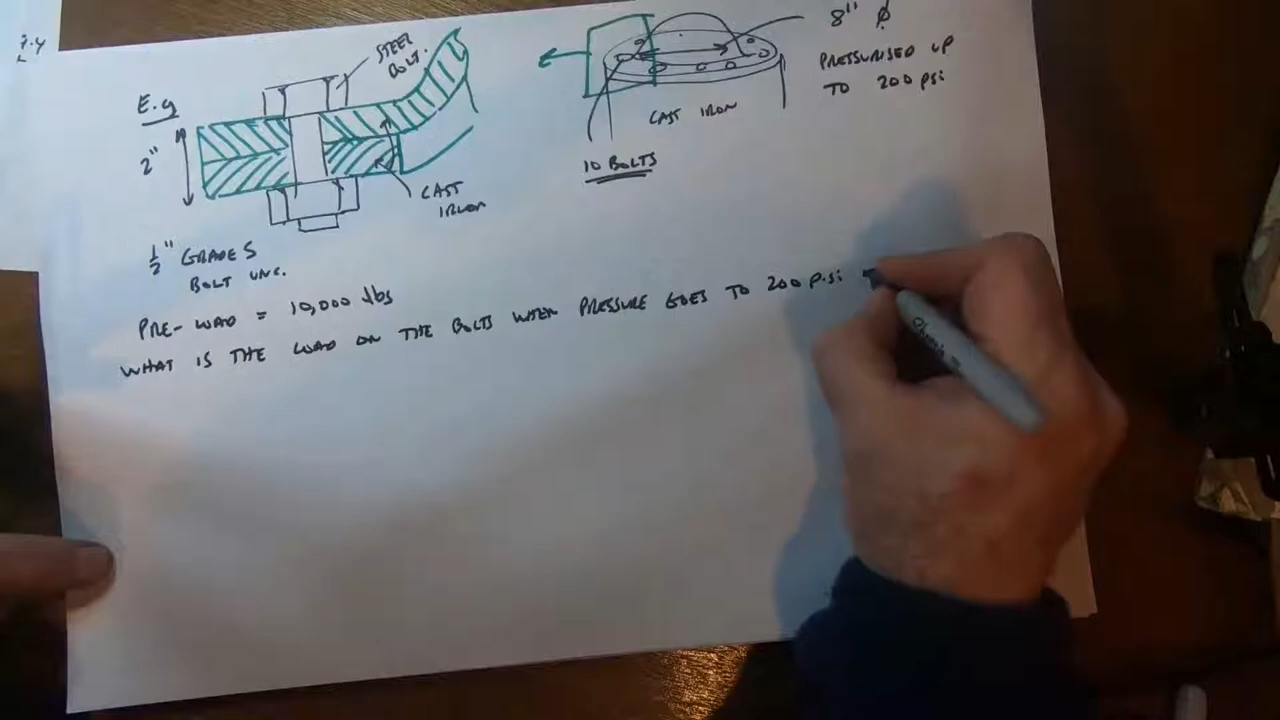 E.g
STEEL
BOLT.
2"
CAST
IRON
1/2" GRADE 5
BOLT UNC.
8" ϕ
PRESSURISED UP
TO 200 psi
CAST IRON
10 BOLTS
PRE-LOAD = 10,000 lbs
WHAT IS THE LOAD ON THE BOLTS WHEN PRESSURE GOES TO 200 p.si